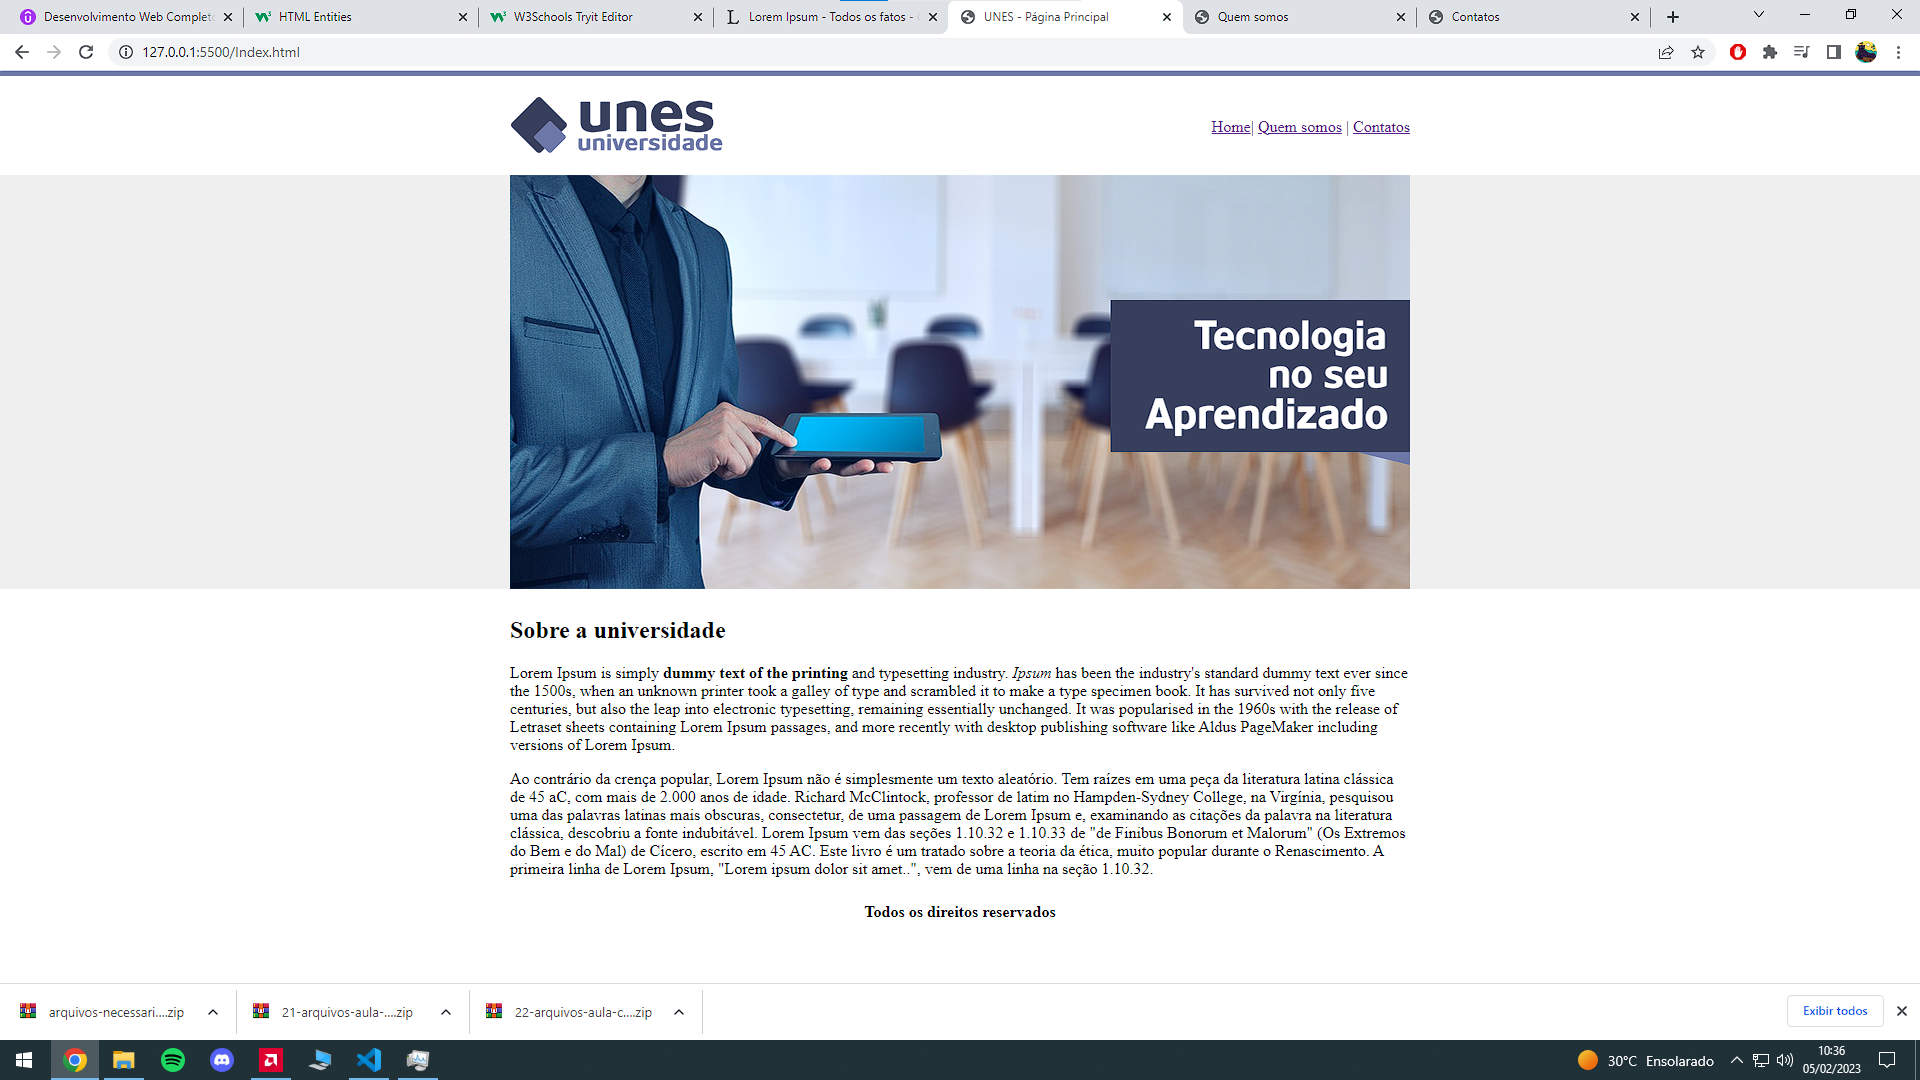 Desenvolvimento Web Complet
HTML Entities
W3Schools Tryit Editor
Lorem Ipsum - Todos os fatos -
UNES - Página Principal
Quem somos
Contatos
127.0.0.1:5500/Index.html
unes
universidade
Home| Quem somos | Contatos
Tecnologia
no seu
Aprendizado
Sobre a universidade
Lorem Ipsum is simply dummy text of the printing and typesetting industry. Ipsum has been the industry's standard dummy text ever since
the 1500s, when an unknown printer took a galley of type and scrambled it to make a type specimen book. It has survived not only five
centuries, but also the leap into electronic typesetting, remaining essentially unchanged. It was popularised in the 1960s with the release of
Letraset sheets containing Lorem Ipsum passages, and more recently with desktop publishing software like Aldus PageMaker including
versions of Lorem Ipsum.
Ao contrário da crença popular, Lorem Ipsum não é simplesmente um texto aleatório. Tem raízes em uma peça da literatura latina clássica
de 45 aC, com mais de 2.000 anos de idade. Richard McClintock, professor de latim no Hampden-Sydney College, na Virgínia, pesquisou
uma das palavras latinas mais obscuras, consectetur, de uma passagem de Lorem Ipsum e, examinando as citações da palavra na literatura
clássica, descobriu a fonte indubitável. Lorem Ipsum vem das seções 1.10.32 e 1.10.33 de "de Finibus Bonorum et Malorum" (Os Extremos
do Bem e do Mal) de Cícero, escrito em 45 AC. Este livro é um tratado sobre a teoria da ética, muito popular durante o Renascimento. A
primeira linha de Lorem Ipsum, "Lorem ipsum dolor sit amet..", vem de uma linha na seção 1.10.32.
Todos os direitos reservados
arquivos-necessari....zip
21-arquivos-aula-....zip
22-arquivos-aula-c....zip
Exibir todos
30°C Ensolarado
10:36
05/02/2023